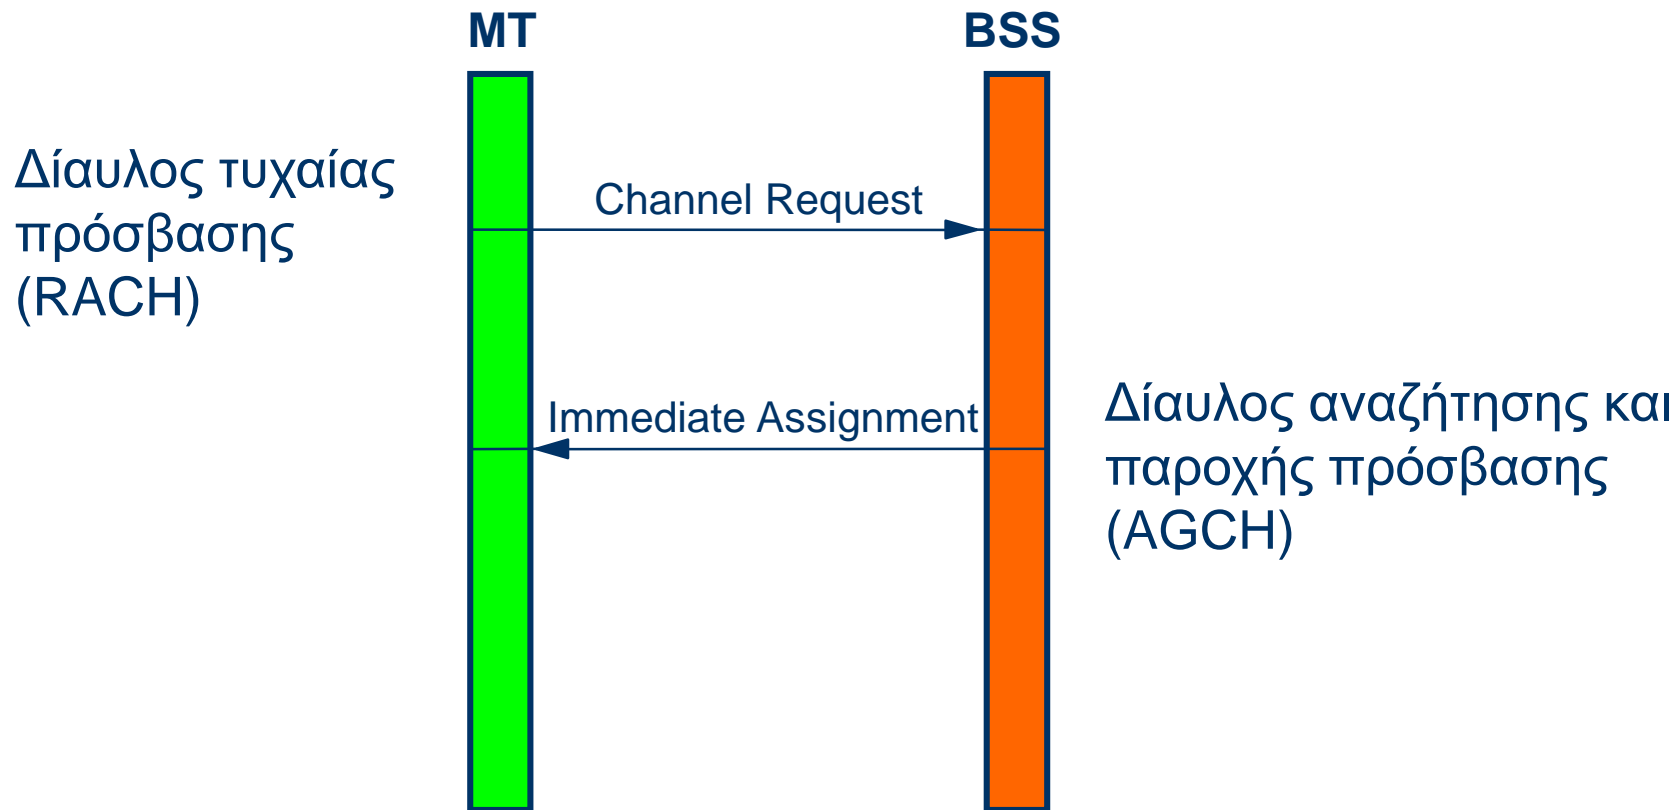 MT
BSS
Δίαυλος τυχαίας
πρόσβασης
(RACH)
Channel Request
Immediate Assignment
Δίαυλος αναζήτησης και
παροχής πρόσβασης
(AGCH)